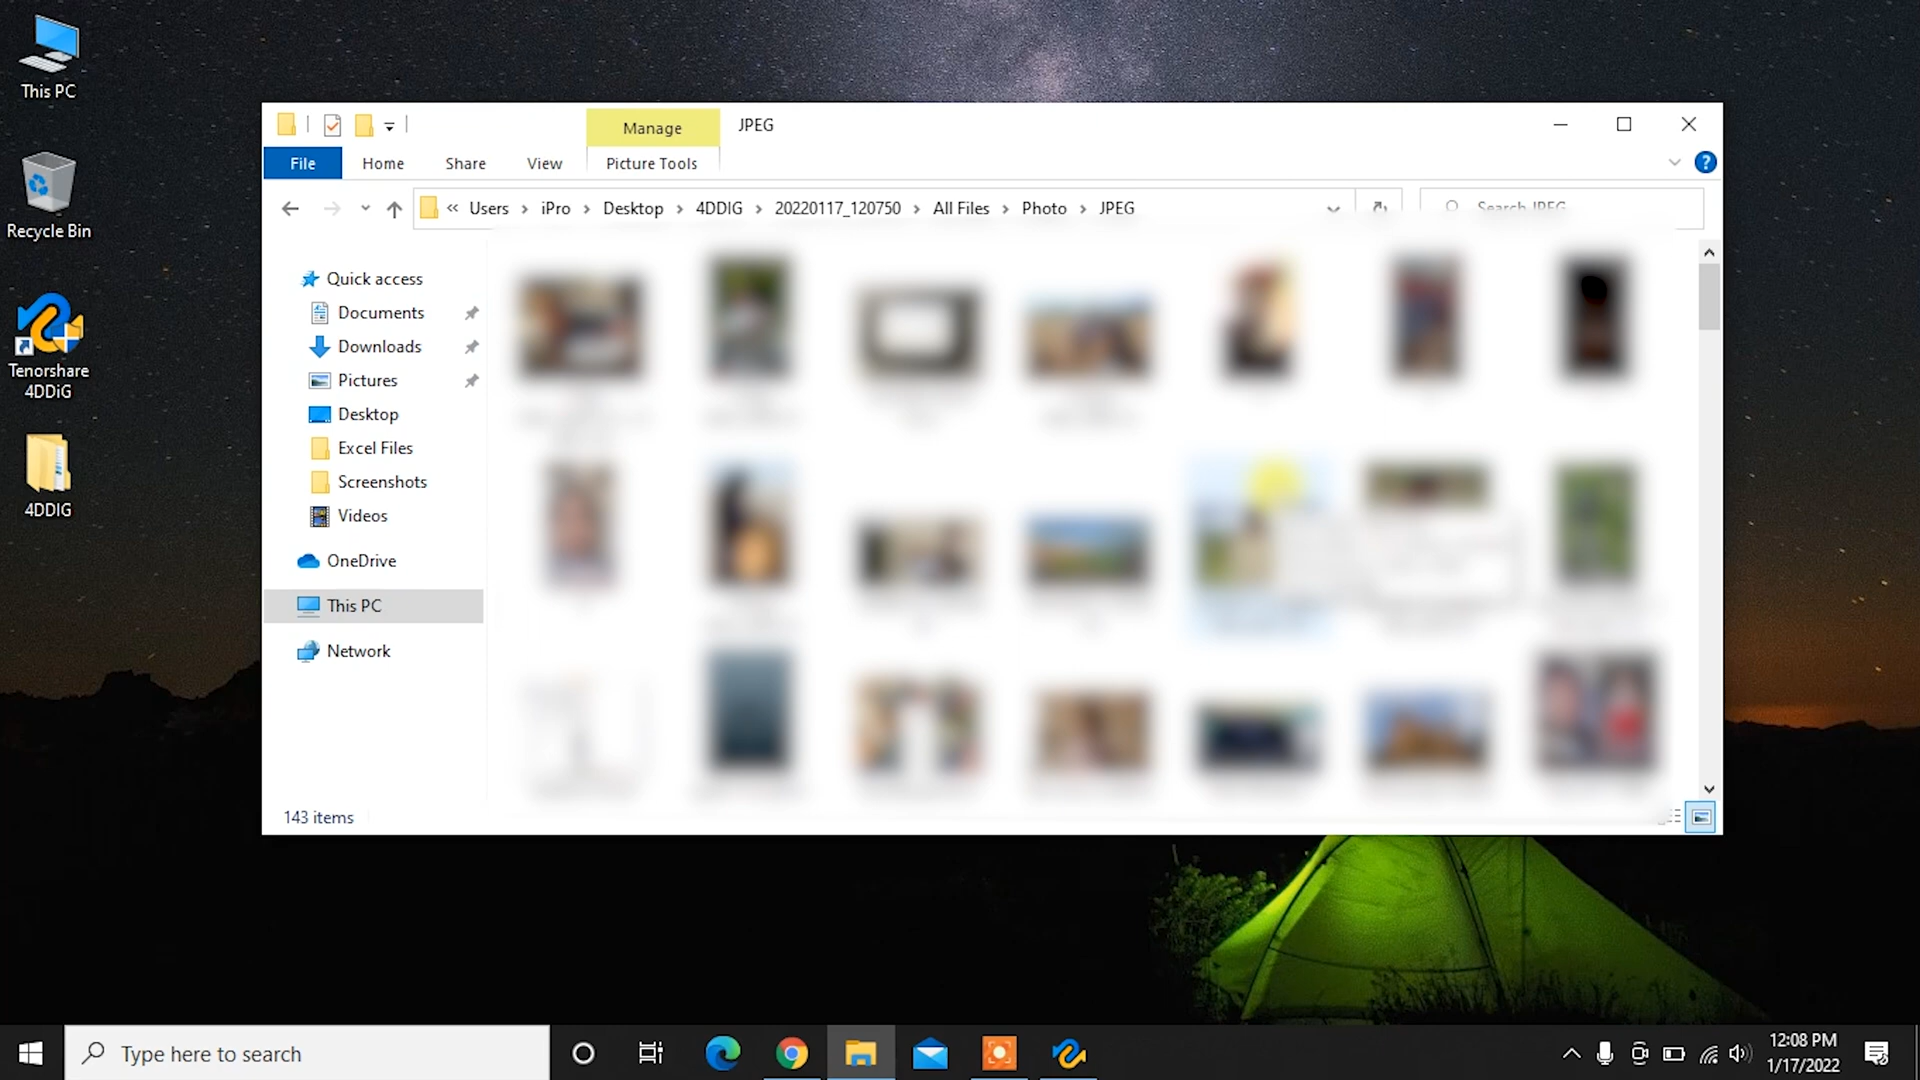 This PC
Recycle Bin
Tenorshare
4DDiG
4DDIG
Manage
JPEG
File
Home
Share
View
Picture Tools
?
« Users > iPro > Desktop > 4DDIG > 20220117_120750 > All Files > Photo > JPEG
Search JPEG
Quick access
Documents
Downloads
Pictures
Desktop
Excel Files
Screenshots
Videos
OneDrive
This PC
Network
143 items
Type here to search
12:08 PM
1/17/2022